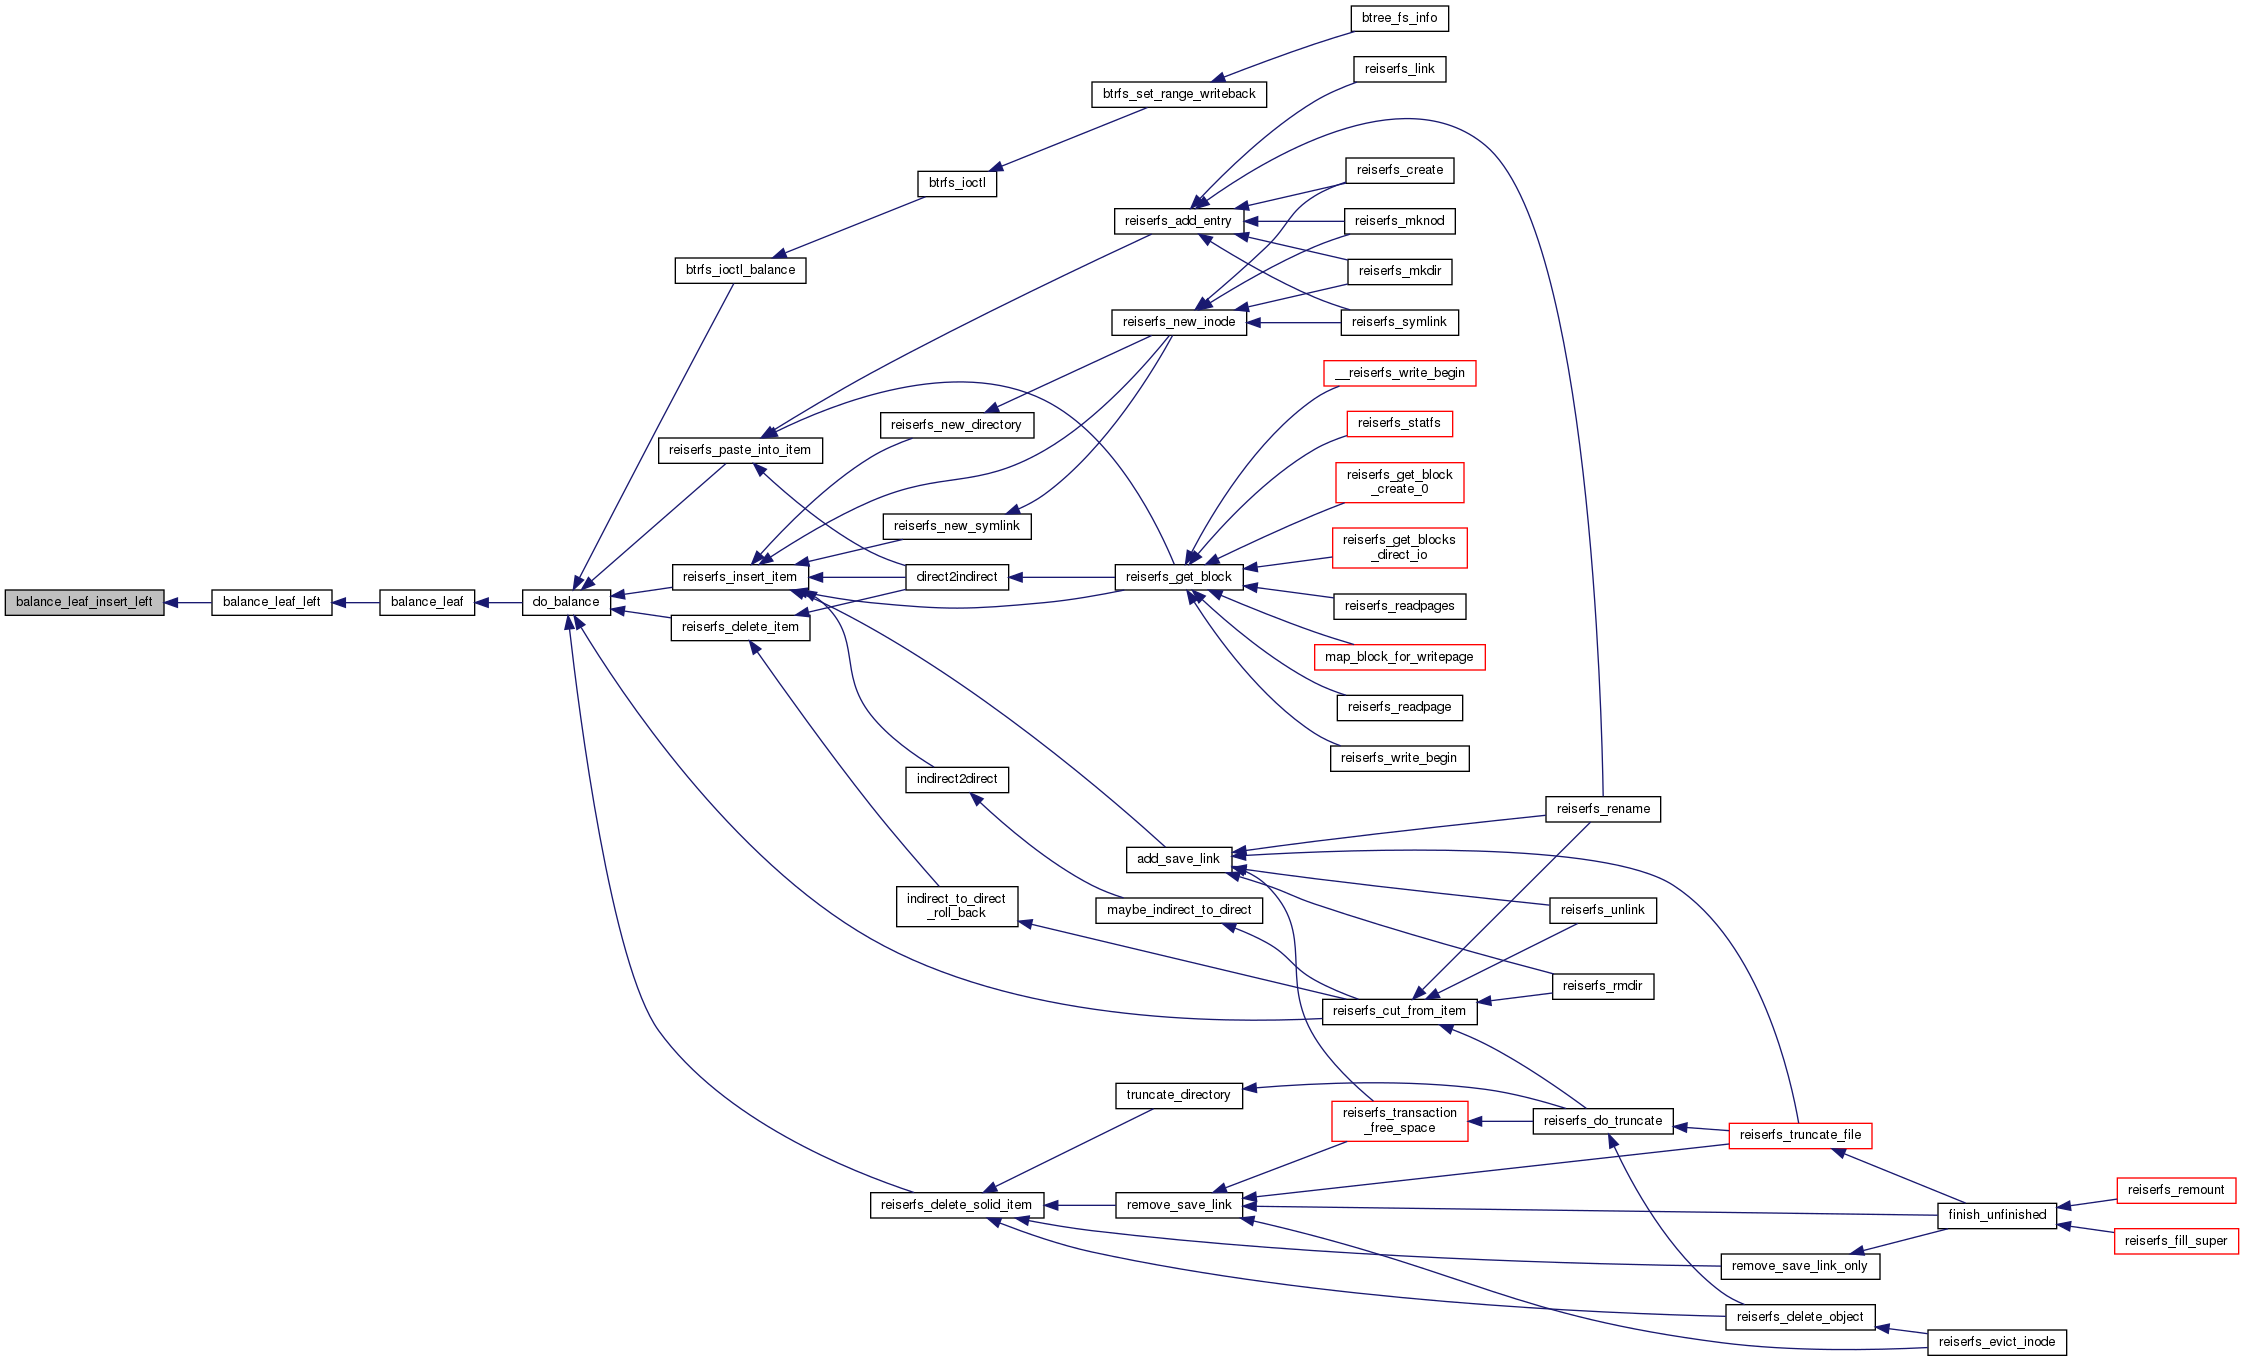 btree_fs_info
reiserfs_link
btrfs_set_range_writeback
reiserfs_create
btrfs_ioctl
reiserfs_add_entry
reiserfs_mknod
btrfs_ioctl_balance
reiserfs_mkdir
reiserfs_new_inode
reiserfs_symlink
__reiserfs_write_begin
reiserfs_new_directory
reiserfs_statfs
reiserfs_paste_into_item
reiserfs_get_block
_create_0
reiserfs_new_symlink
reiserfs_get_blocks
_direct_io
reiserfs_insert_item
direct2indirect
reiserfs_get_block
balance_leaf_insert_left
balance_leaf_left
balance_leaf
do_balance
reiserfs_readpages
reiserfs_delete_item
map_block_for_writepage
reiserfs_readpage
reiserfs_write_begin
indirect2direct
reiserfs_rename
add_save_link
indirect_to_direct
_roll_back
maybe_indirect_to_direct
reiserfs_unlink
reiserfs_rmdir
reiserfs_cut_from_item
truncate_directory
reiserfs_transaction
_free_space
reiserfs_do_truncate
reiserfs_truncate_file
reiserfs_remount
reiserfs_delete_solid_item
remove_save_link
finish_unfinished
reiserfs_fill_super
remove_save_link_only
reiserfs_delete_object
reiserfs_evict_inode